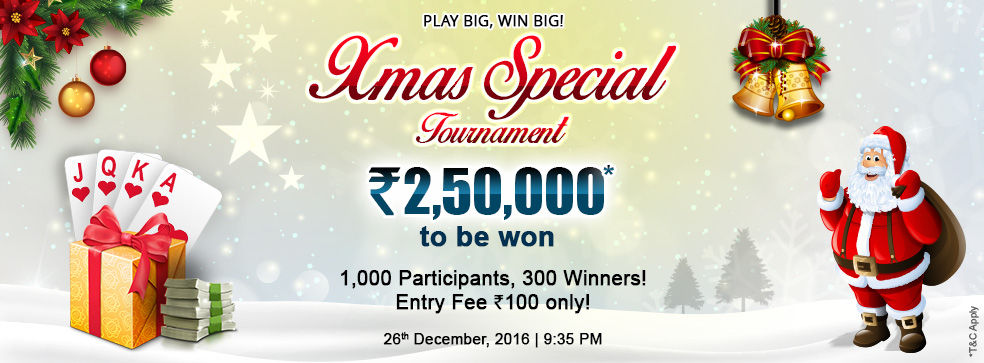 PLAY BIG, WIN BIG!
Xmas Special
Tournament
₹2,50,000*
to be won
1,000 Participants, 300 Winners!
Entry Fee ₹100 only!
26th December, 2016 | 9:35 PM
J Q K A
*T&C Apply